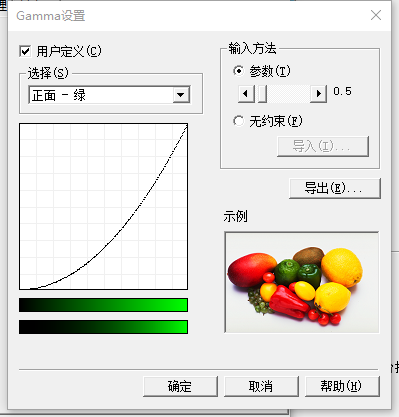 Gamma设置
用户定义(C)
选择(S)
正面 - 绿
输入方法
参数(T)
0.5
无约束(F)
导入(I)...
导出(E)...
示例
确定
取消
帮助(H)